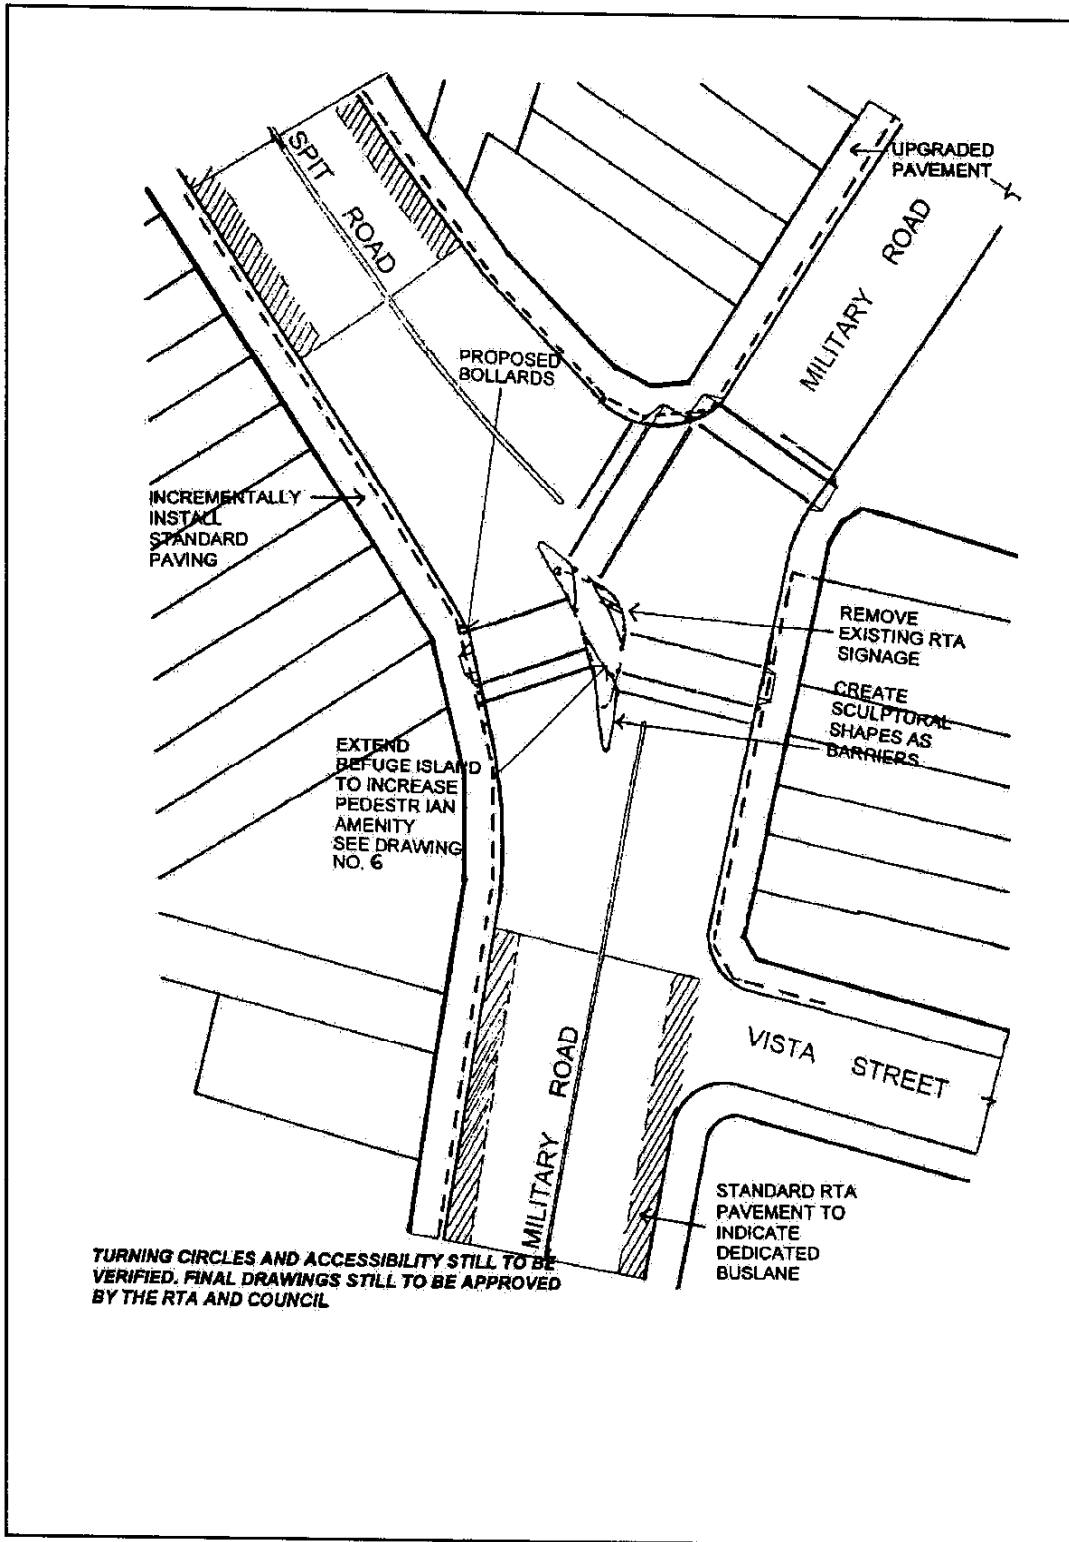 SPIT ROAD
UPGRADED
PAVEMENT
MILITARY ROAD
PROPOSED
BOLLARDS
INCREMENTALLY
INSTALL
STANDARD
PAVING
REMOVE
EXISTING RTA
SIGNAGE
CREATE
SCULPTURAL
SHAPES AS
BARRIERS
EXTEND
REFUGE ISLAND
TO INCREASE
PEDESTRIAN
AMENITY
SEE DRAWING
NO. 6
VISTA STREET
MILITARY ROAD
STANDARD RTA
PAVEMENT TO
INDICATE
DEDICATED
BUSLANE
TURNING CIRCLES AND ACCESSIBILITY STILL TO BE
VERIFIED. FINAL DRAWINGS STILL TO BE APPROVED
BY THE RTA AND COUNCIL